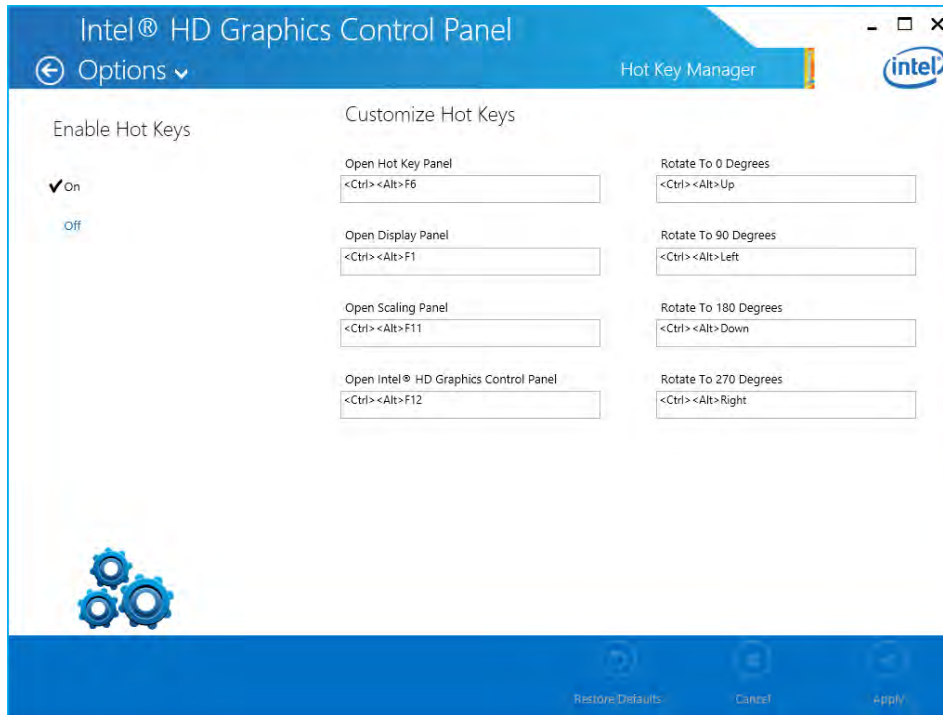 Intel® HD Graphics Control Panel
Options
Hot Key Manager
intel
Enable Hot Keys
On
Off
Customize Hot Keys
Open Hot Key Panel
<Ctrl><Alt>F6
Rotate To 0 Degrees
<Ctrl><Alt>Up
Open Display Panel
<Ctrl><Alt>F1
Rotate To 90 Degrees
<Ctrl><Alt>Left
Open Scaling Panel
<Ctrl><Alt>F11
Rotate To 180 Degrees
<Ctrl><Alt>Down
Open Intel® HD Graphics Control Panel
<Ctrl><Alt>F12
Rotate To 270 Degrees
<Ctrl><Alt>Right
Restore Defaults
Cancel
Apply